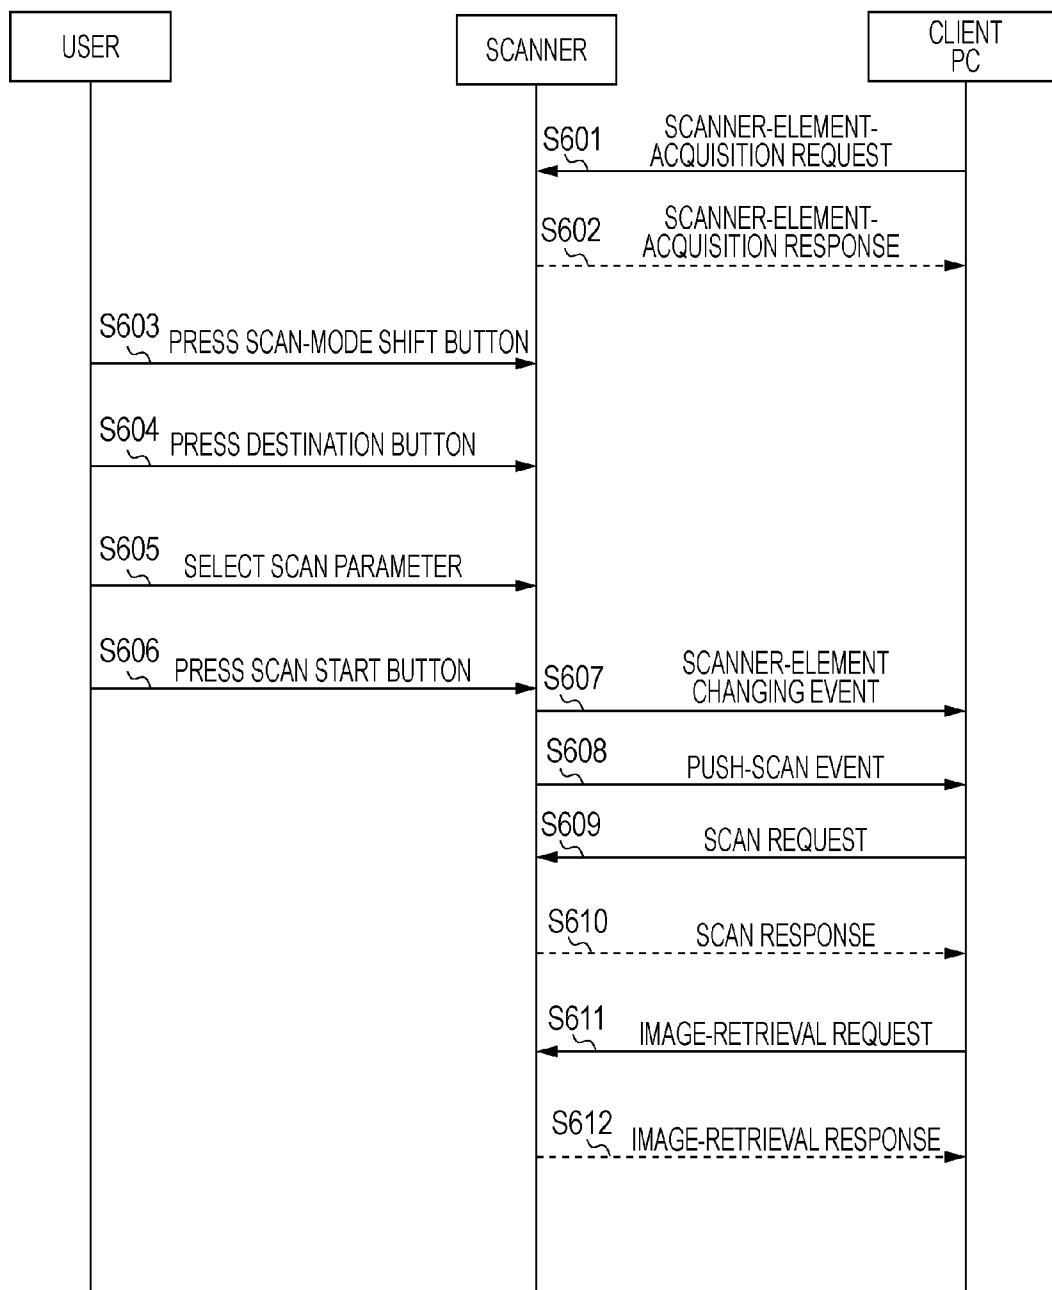 USER
SCANNER
CLIENT
PC
S601
SCANNER-ELEMENT-
ACQUISITION REQUEST
S602
SCANNER-ELEMENT-
ACQUISITION RESPONSE
S603
PRESS SCAN-MODE SHIFT BUTTON
S604
PRESS DESTINATION BUTTON
S605
SELECT SCAN PARAMETER
S606
PRESS SCAN START BUTTON
S607
SCANNER-ELEMENT
CHANGING EVENT
S608
PUSH-SCAN EVENT
S609
SCAN REQUEST
S610
SCAN RESPONSE
S611
IMAGE-RETRIEVAL REQUEST
S612
IMAGE-RETRIEVAL RESPONSE